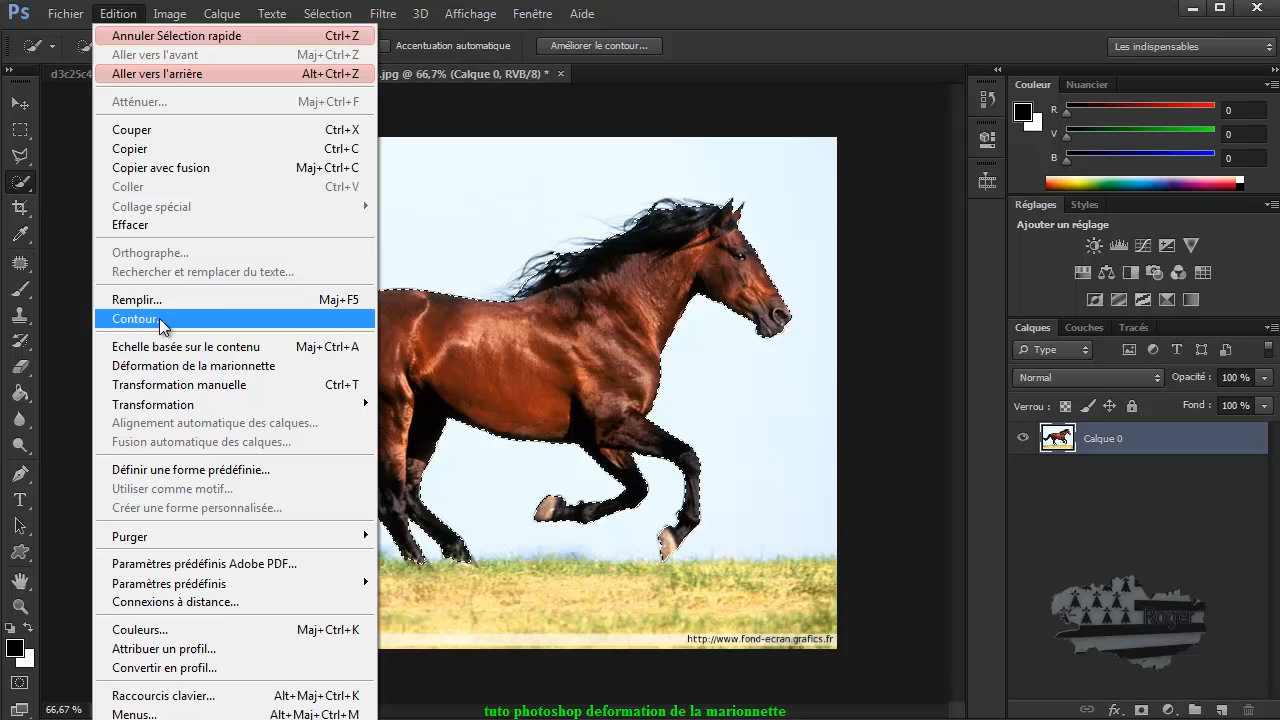 Ps Fichier Edition Image Calque Texte Sélection Filtre 3D Affichage Fenêtre Aide
Accentuation automatique Améliorer le contour... Les indispensables
d3c25c4 .jpg @ 66,7% (Calque 0, RVB/8) *
Annuler Sélection rapide Ctrl+Z
Aller vers l'avant Maj+Ctrl+Z
Aller vers l'arrière Alt+Ctrl+Z
Atténuer... Maj+Ctrl+F
Couper Ctrl+X
Copier Ctrl+C
Copier avec fusion Maj+Ctrl+C
Coller Ctrl+V
Collage spécial
Effacer
Orthographe...
Rechercher et remplacer du texte...
Remplir... Maj+F5
Contour...
Echelle basée sur le contenu Maj+Ctrl+A
Déformation de la marionnette
Transformation manuelle Ctrl+T
Transformation
Alignement automatique des calques...
Fusion automatique des calques...
Définir une forme prédéfinie...
Utiliser comme motif...
Créer une forme personnalisée...
Purger
Paramètres prédéfinis Adobe PDF...
Paramètres prédéfinis
Connexions à distance...
Couleurs... Maj+Ctrl+K
Attribuer un profil...
Convertir en profil...
Raccourcis clavier... Alt+Maj+Ctrl+K
Menus... Alt+Maj+Ctrl+M
Couleur Nuancier
R 0
V 0
B 0
Réglages Styles
Ajouter un réglage
Calques Couches Tracés
Type
Normal Opacité : 100 %
Verrou : Fond : 100 %
Calque 0
Roger
http://www.fond-ecran.grafics.fr
66,67 %
tuto photoshop deformation de la marionnette